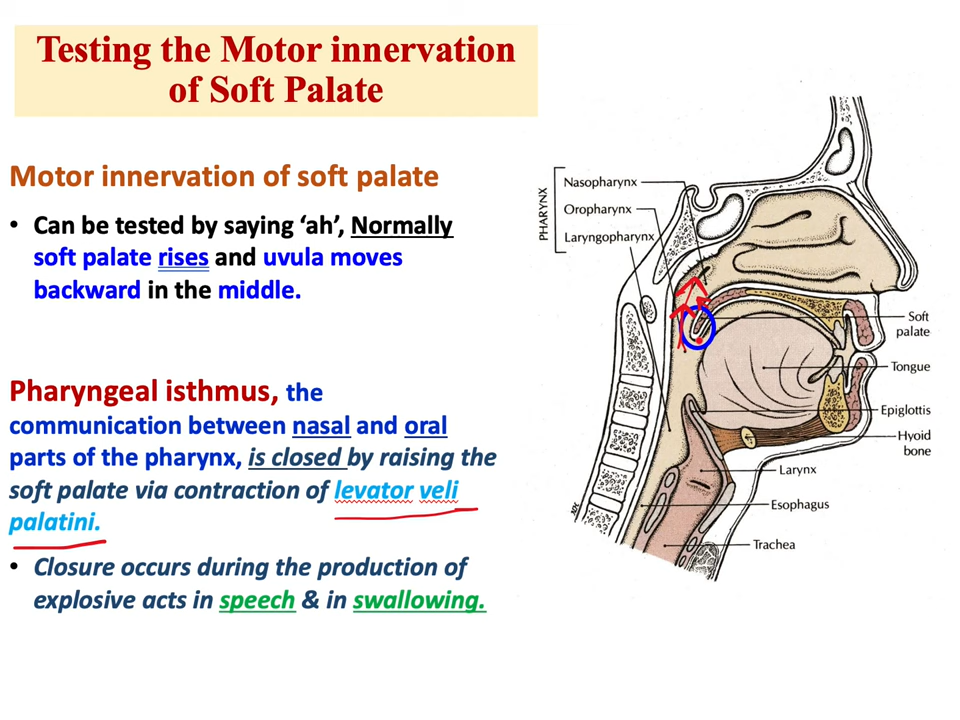 Testing the Motor innervation
of Soft Palate
Motor innervation of soft palate
• Can be tested by saying ‘ah’, Normally
soft palate rises and uvula moves
backward in the middle.
Pharyngeal isthmus, the
communication between nasal and oral
parts of the pharynx, is closed by raising the
soft palate via contraction of levator veli
palatini.
• Closure occurs during the production of
explosive acts in speech & in swallowing.
PHARYNX
Nasopharynx
Oropharynx
Laryngopharynx
Soft
palate
Tongue
Epiglottis
Hyoid
bone
Larynx
Esophagus
Trachea